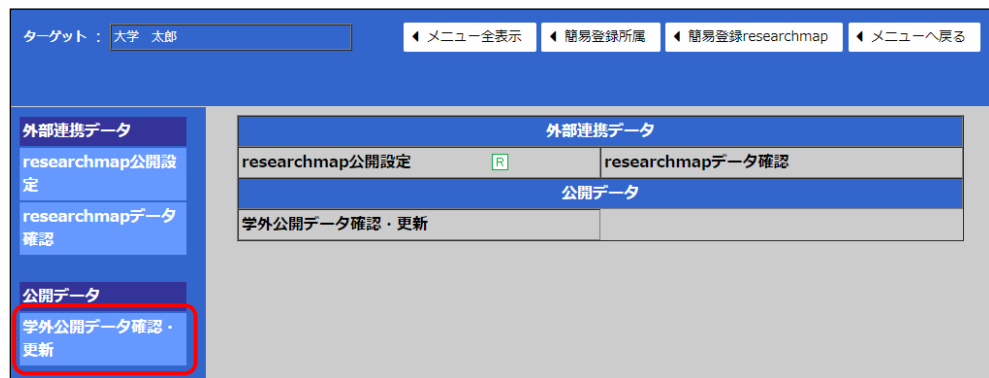 ターゲット : 大学 太郎
◀ メニュー全表示
◀ 簡易登録所属
◀ 簡易登録researchmap
◀ メニューへ戻る
外部連携データ
researchmap公開設
定
researchmapデータ
確認
公開データ
学外公開データ確認・
更新
外部連携データ
researchmap公開設定 R researchmapデータ確認
公開データ
学外公開データ確認・更新